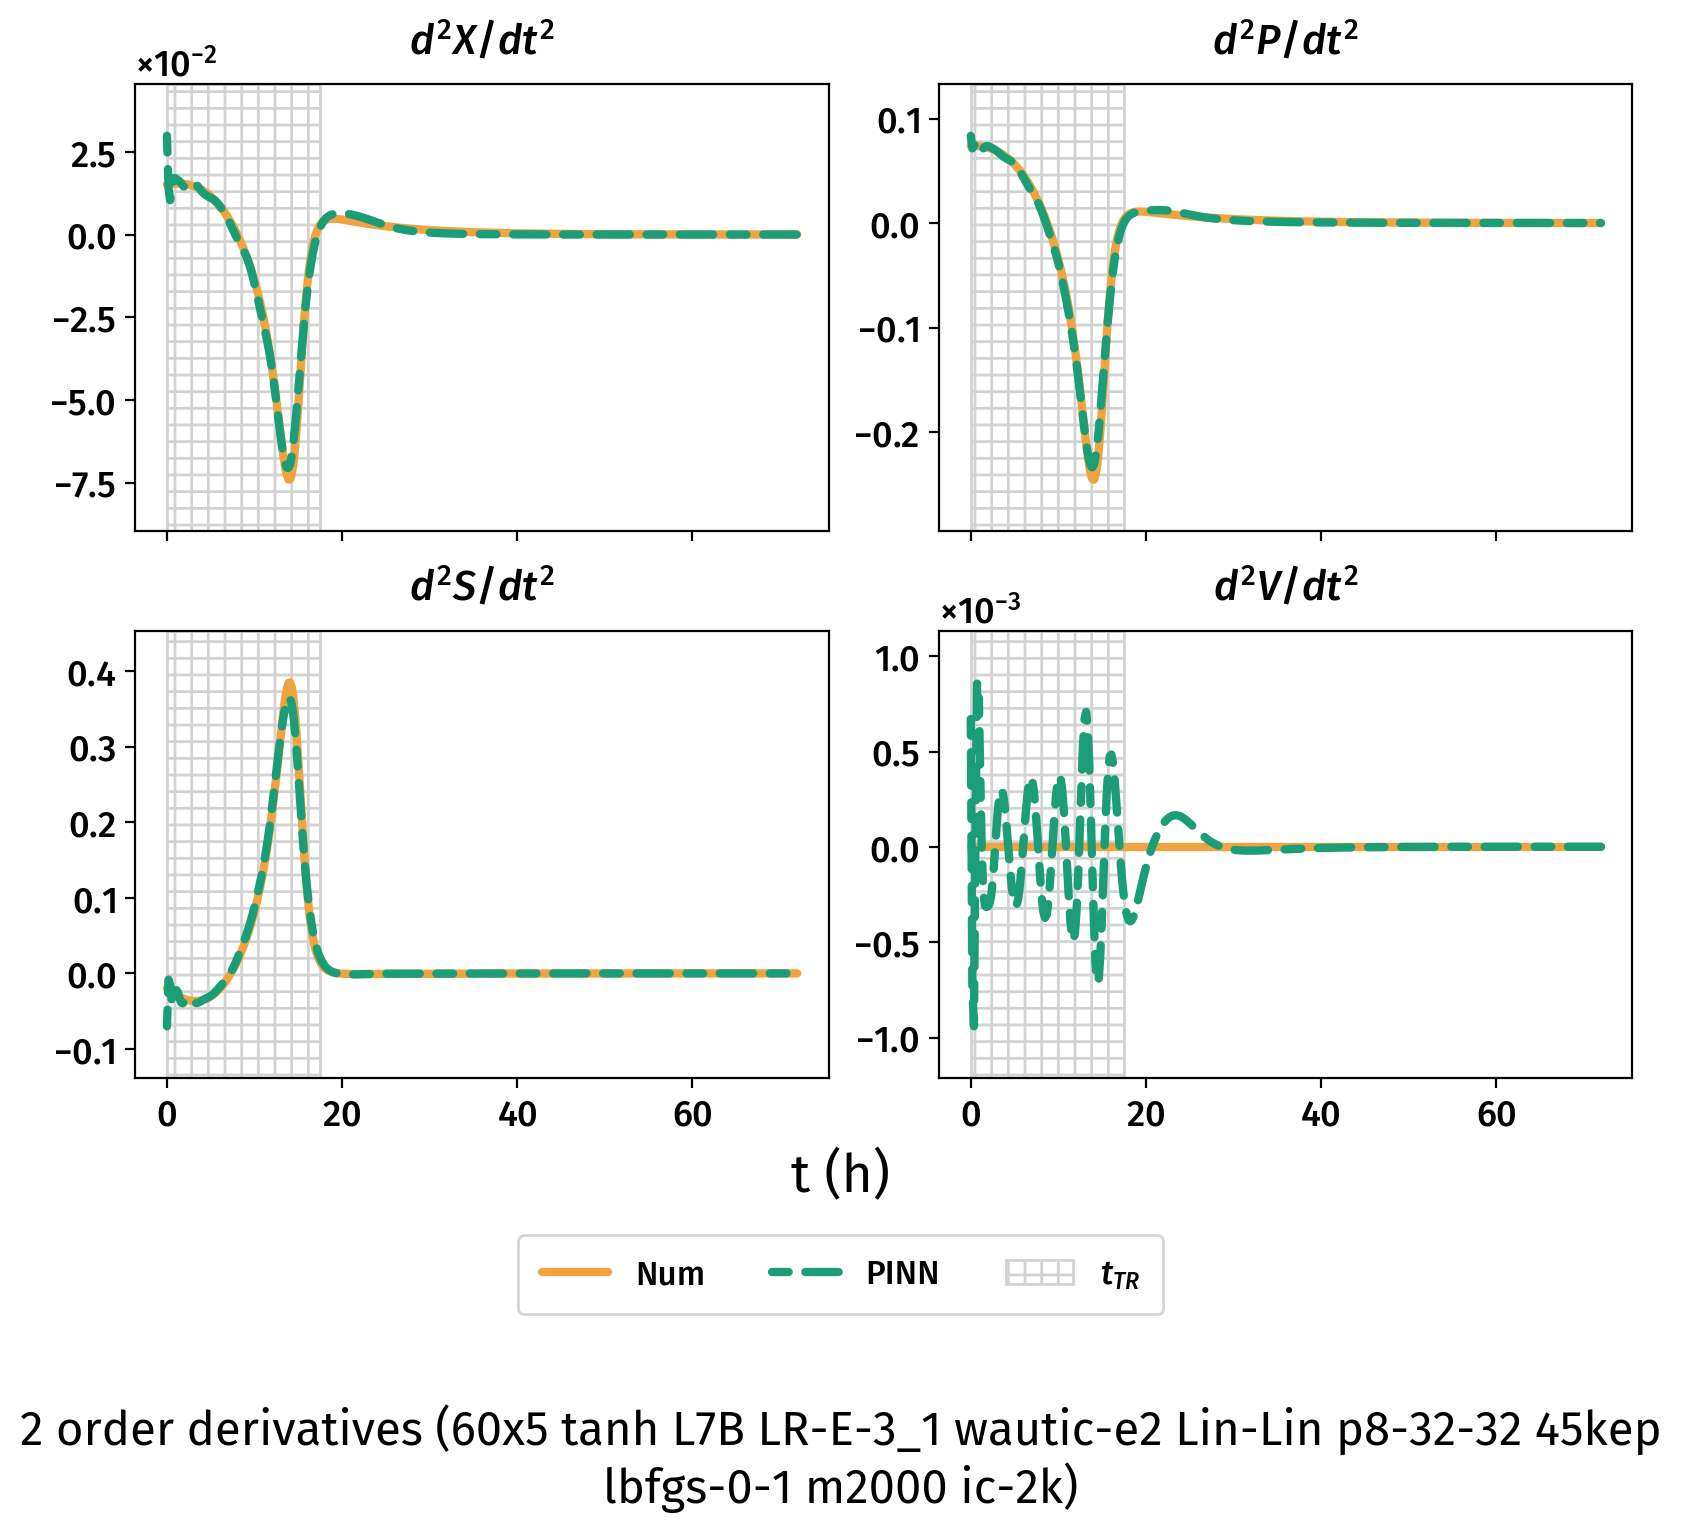 d²X/dt²
d²P/dt²
×10⁻²
2.5
0.0
−2.5
−5.0
−7.5
0.1
0.0
−0.1
−0.2
d²S/dt²
d²V/dt²
×10⁻³
0.4
0.3
0.2
0.1
0.0
−0.1
1.0
0.5
0.0
−0.5
−1.0
0 20 40 60
0 20 40 60
t (h)
Num PINN t_TR
2 order derivatives (60x5 tanh L7B LR-E-3_1 wautic-e2 Lin-Lin p8-32-32 45kep
lbfgs-0-1 m2000 ic-2k)